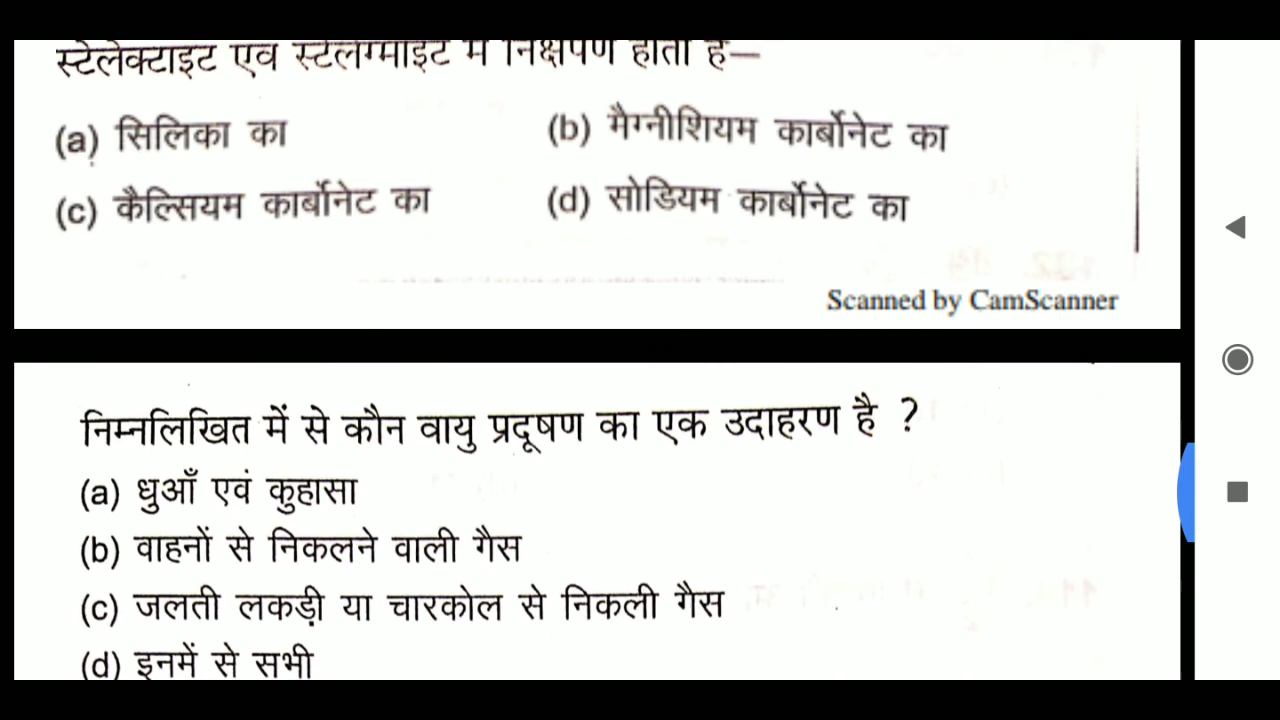 स्टेलेक्टाइट एवं स्टेलेग्माइट में निक्षेपण होता है—
(a) सिलिका का (b) मैग्नीशियम कार्बोनेट का
(c) कैल्सियम कार्बोनेट का (d) सोडियम कार्बोनेट का
Scanned by CamScanner
निम्नलिखित में से कौन वायु प्रदूषण का एक उदाहरण है ?
(a) धुआँ एवं कुहासा
(b) वाहनों से निकलने वाली गैस
(c) जलती लकड़ी या चारकोल से निकली गैस
(d) इनमें से सभी